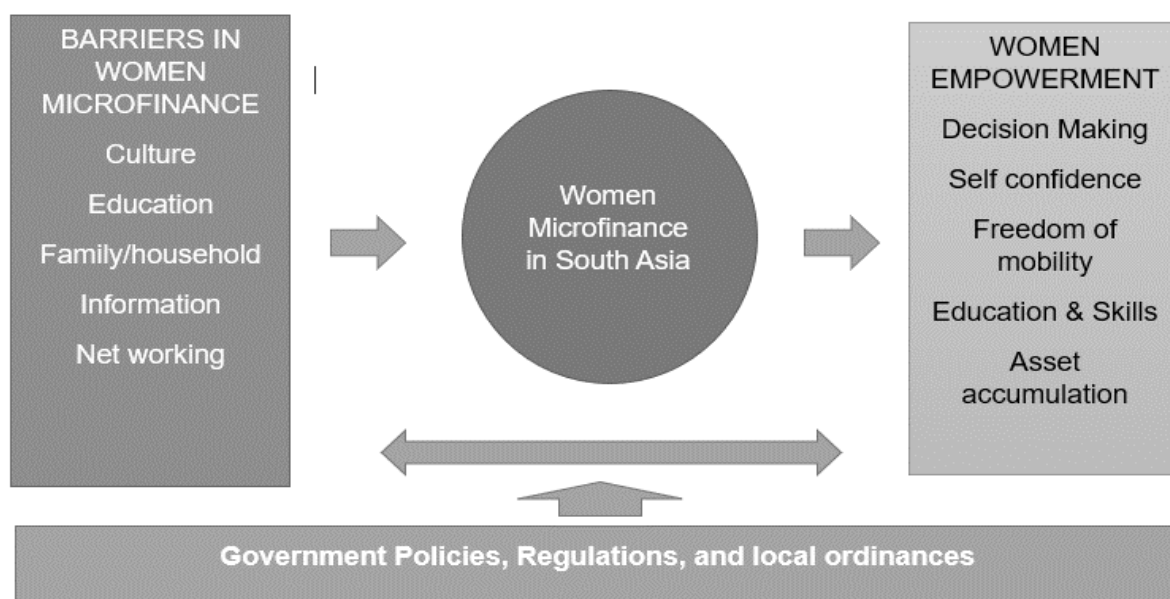 BARRIERS IN
WOMEN
MICROFINANCE
Culture
Education
Family/household
Information
Net working
Women
Microfinance
in South Asia
WOMEN
EMPOWERMENT
Decision Making
Self confidence
Freedom of
mobility
Education & Skills
Asset
accumulation
Government Policies, Regulations, and local ordinances